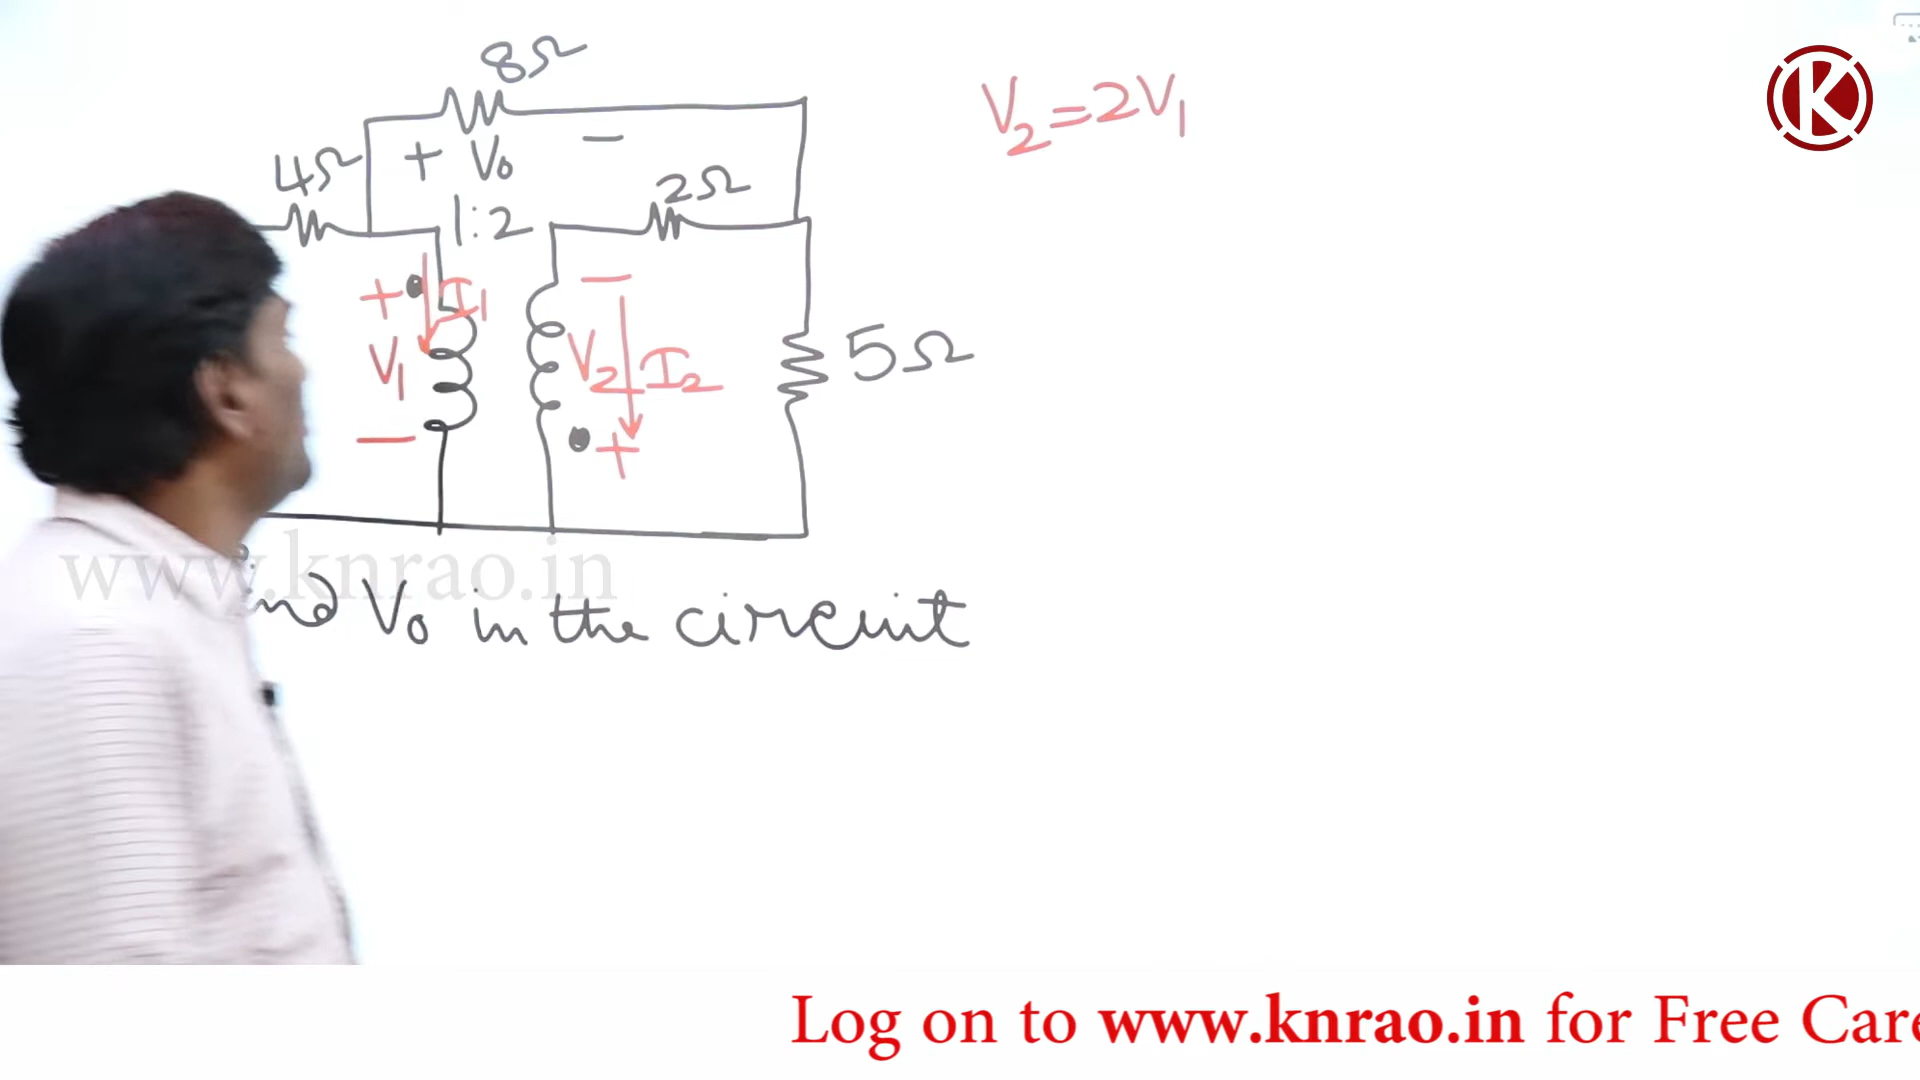 8Ω
V₂=2V₁
4Ω
+ V₀ −
2Ω
1:2
+ I₁ −
V₁ V₂ I₂ 5Ω
− +
www.knrao.in
V₀ in the circuit
K
Log on to www.knrao.in for Free